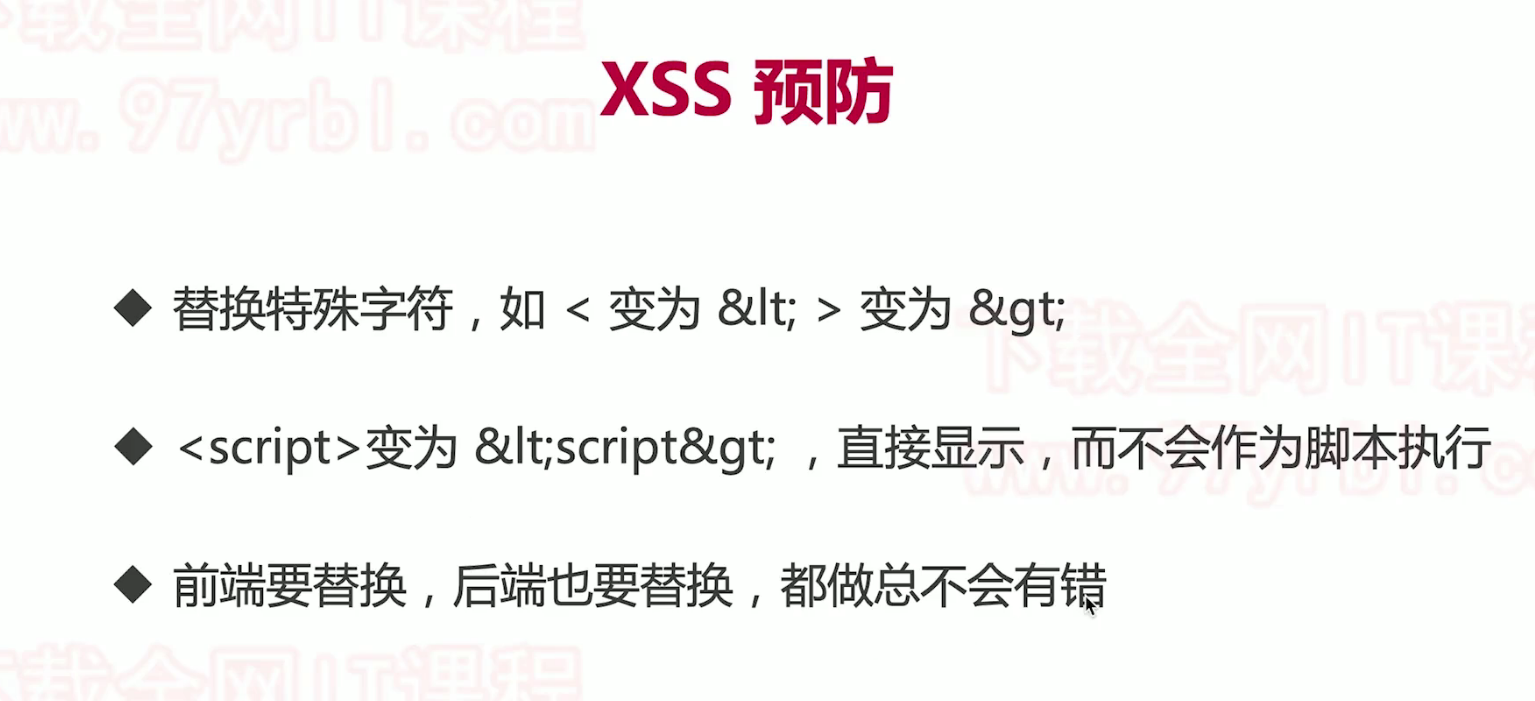 下载全网IT课程
www.97yrbl.com
XSS 预防
◆ 替换特殊字符，如 < 变为 &lt; > 变为 &gt;
下载全网IT课程
◆ <script>变为 &lt;script&gt; ，直接显示，而不会作为脚本执行
www.97yrbl.co
◆ 前端要替换，后端也要替换，都做总不会有错
下载全网IT课程